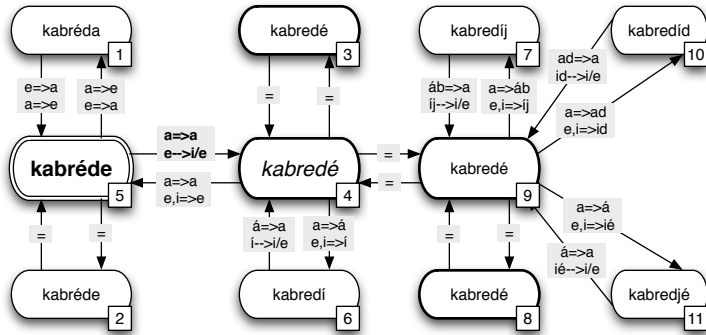 kabréda
1
kabredé
3
kabredíj
7
kabredíd
10
e=>a
a=>e
a=>e
e=>a
=
=
áb=>a
íj-->i/e
a=>áb
e,i=>íj
ad=>a
id-->i/e
a=>ad
e,i=>id
kabréde
5
a=>a
e-->i/e
a=>a
e,i=>e
kabredé
4
=
=
kabredé
9
=
=
á=>a
í-->i/e
a=>á
e,i=>í
=
=
a=>á
e,i=>ié
á=>a
ié-->i/e
kabréde
2
kabredí
6
kabredé
8
kabredjé
11